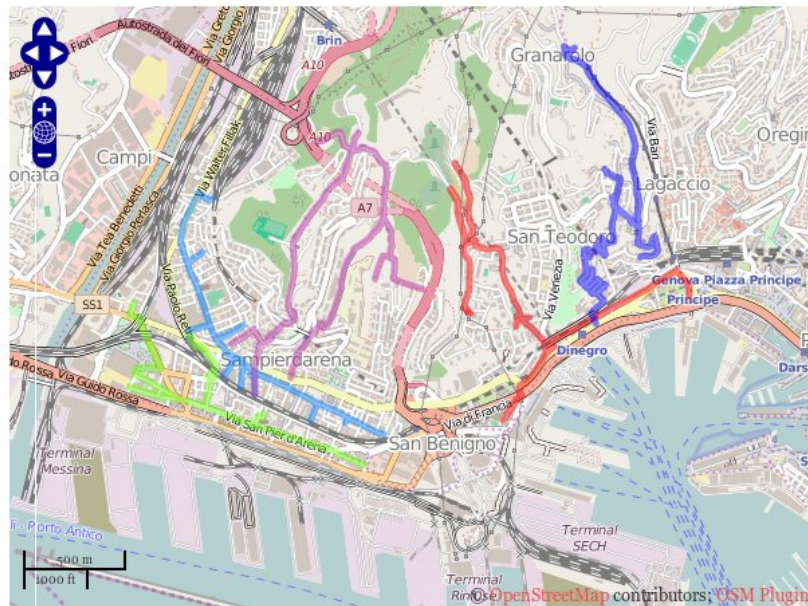 Autostrada dei Fiori
Via Greto
Via Giorgio
Brin
A10
Granarolo
A10
Via Bari
Oregin
Campi
Via Walter Fillak
Lagaccio
A7
San Teodoro
Via Tea Benedetti
Via Giorgio Perlasca
Via Venezia
Genova Piazza Principe
Principe
SS1
Via Paolo Reti
Dinegro
Sampierdarena
Rossa
Via Guido Rossa
Dars
Via San Pier d'Arena
Via di Francia
San Benigno
Terminal
Messina
Porto Antico
Terminal
SECH
500 m
1000 ft
Terminal
© OpenStreetMap contributors; OSM Plugin